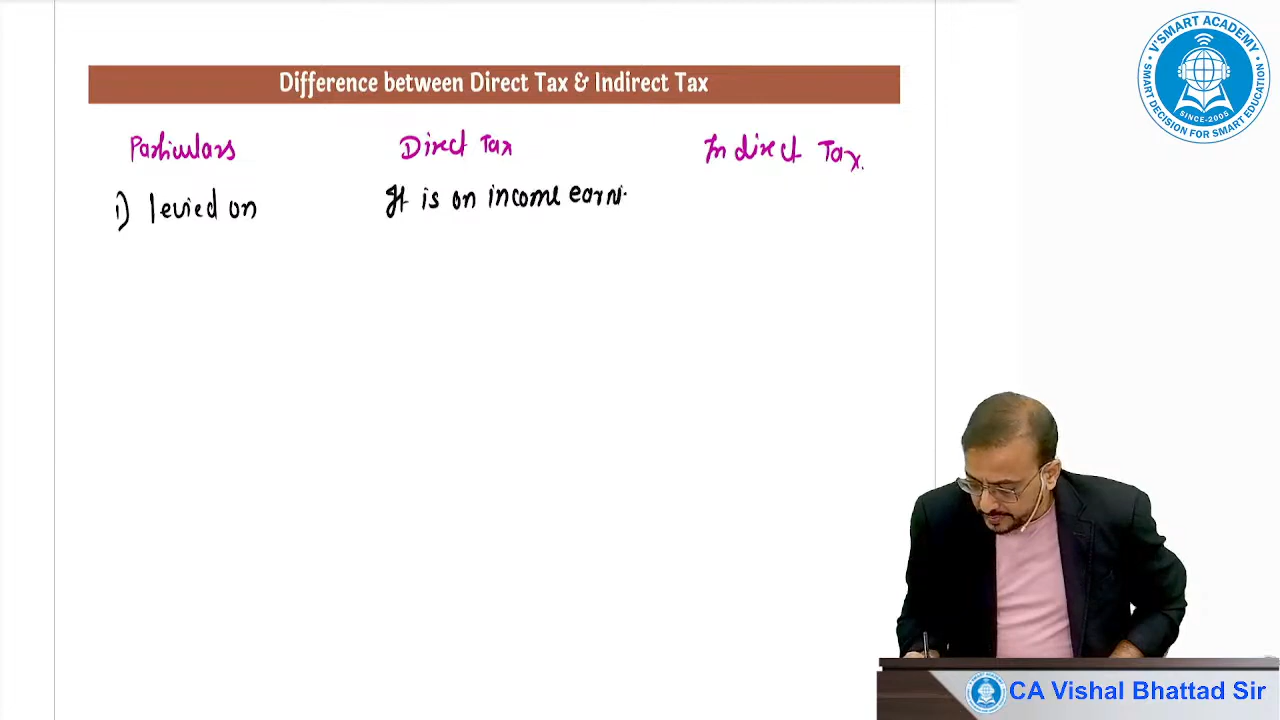 V'SMART ACADEMY
SMART DECISION FOR SMART EDUCATION
SINCE-2005
Difference between Direct Tax & Indirect Tax
Particulars Direct Tax Indirect Tax.
1) levied on It is on income earni
CA Vishal Bhattad Sir